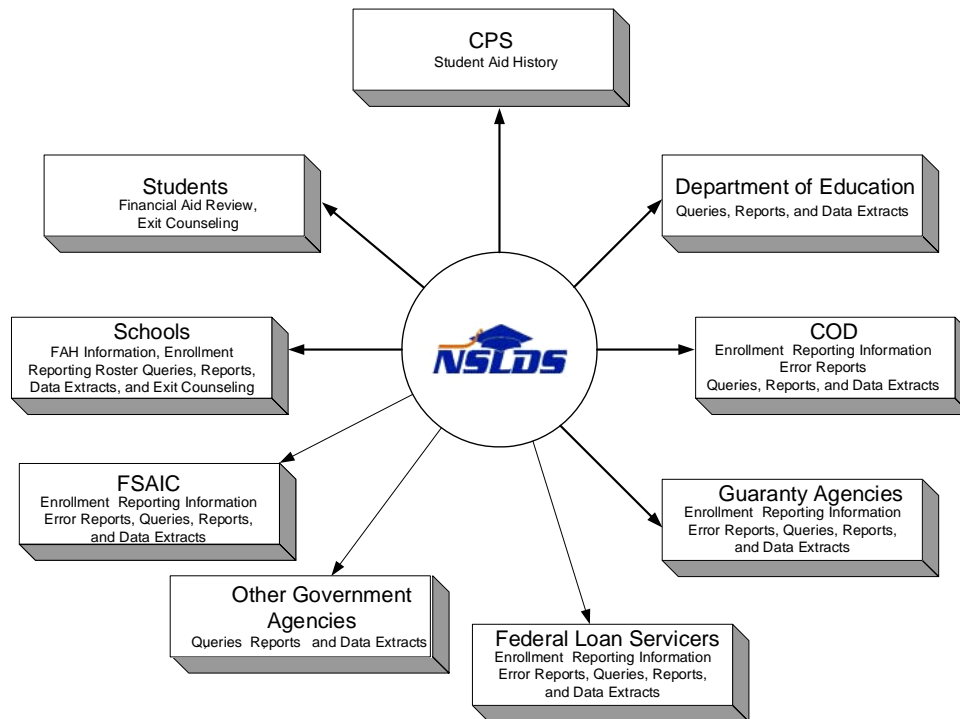 CPS
Student Aid History
Students
Financial Aid Review,
Exit Counseling
Department of Education
Queries, Reports, and Data Extracts
NSLDS
Schools
FAH Information, Enrollment
Reporting Roster Queries, Reports,
Data Extracts, and Exit Counseling
COD
Enrollment Reporting Information
Error Reports
Queries, Reports, and Data Extracts
FSAIC
Enrollment Reporting Information
Error Reports, Queries, Reports,
and Data Extracts
Guaranty Agencies
Enrollment Reporting Information
Error Reports, Queries, Reports,
and Data Extracts
Other Government
Agencies
Queries, Reports, and Data Extracts
Federal Loan Servicers
Enrollment Reporting Information
Error Reports, Queries, Reports,
and Data Extracts